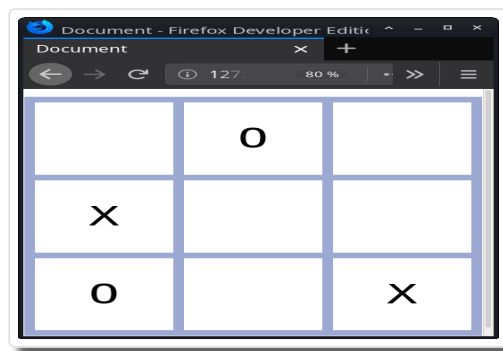 Document - Firefox Developer Editic
Document
127.
80 %
O
X
O X